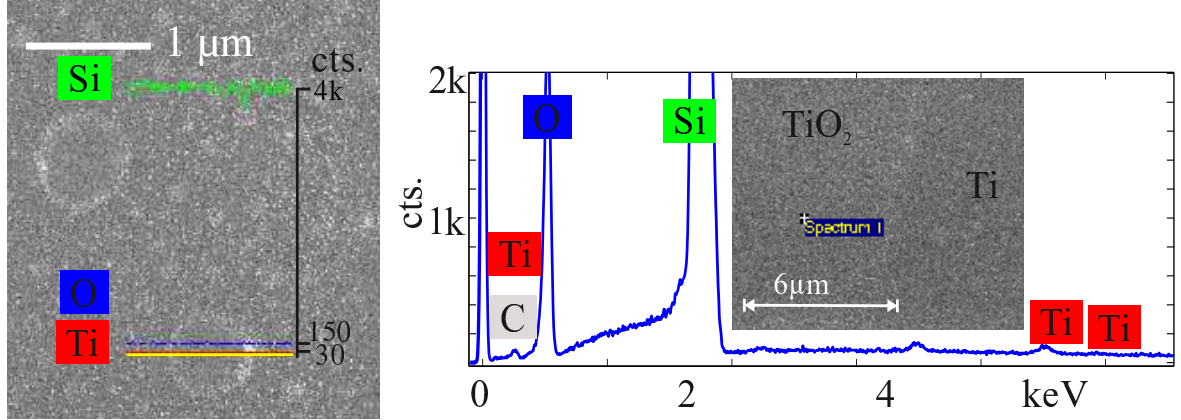 1 μm
Si
cts.
4k
O
Ti
150
30
2k
1k
cts.
O
Si
Ti
C
TiO2
Ti
Spectrum 1
6μm
Ti
Ti
0
2
4
keV